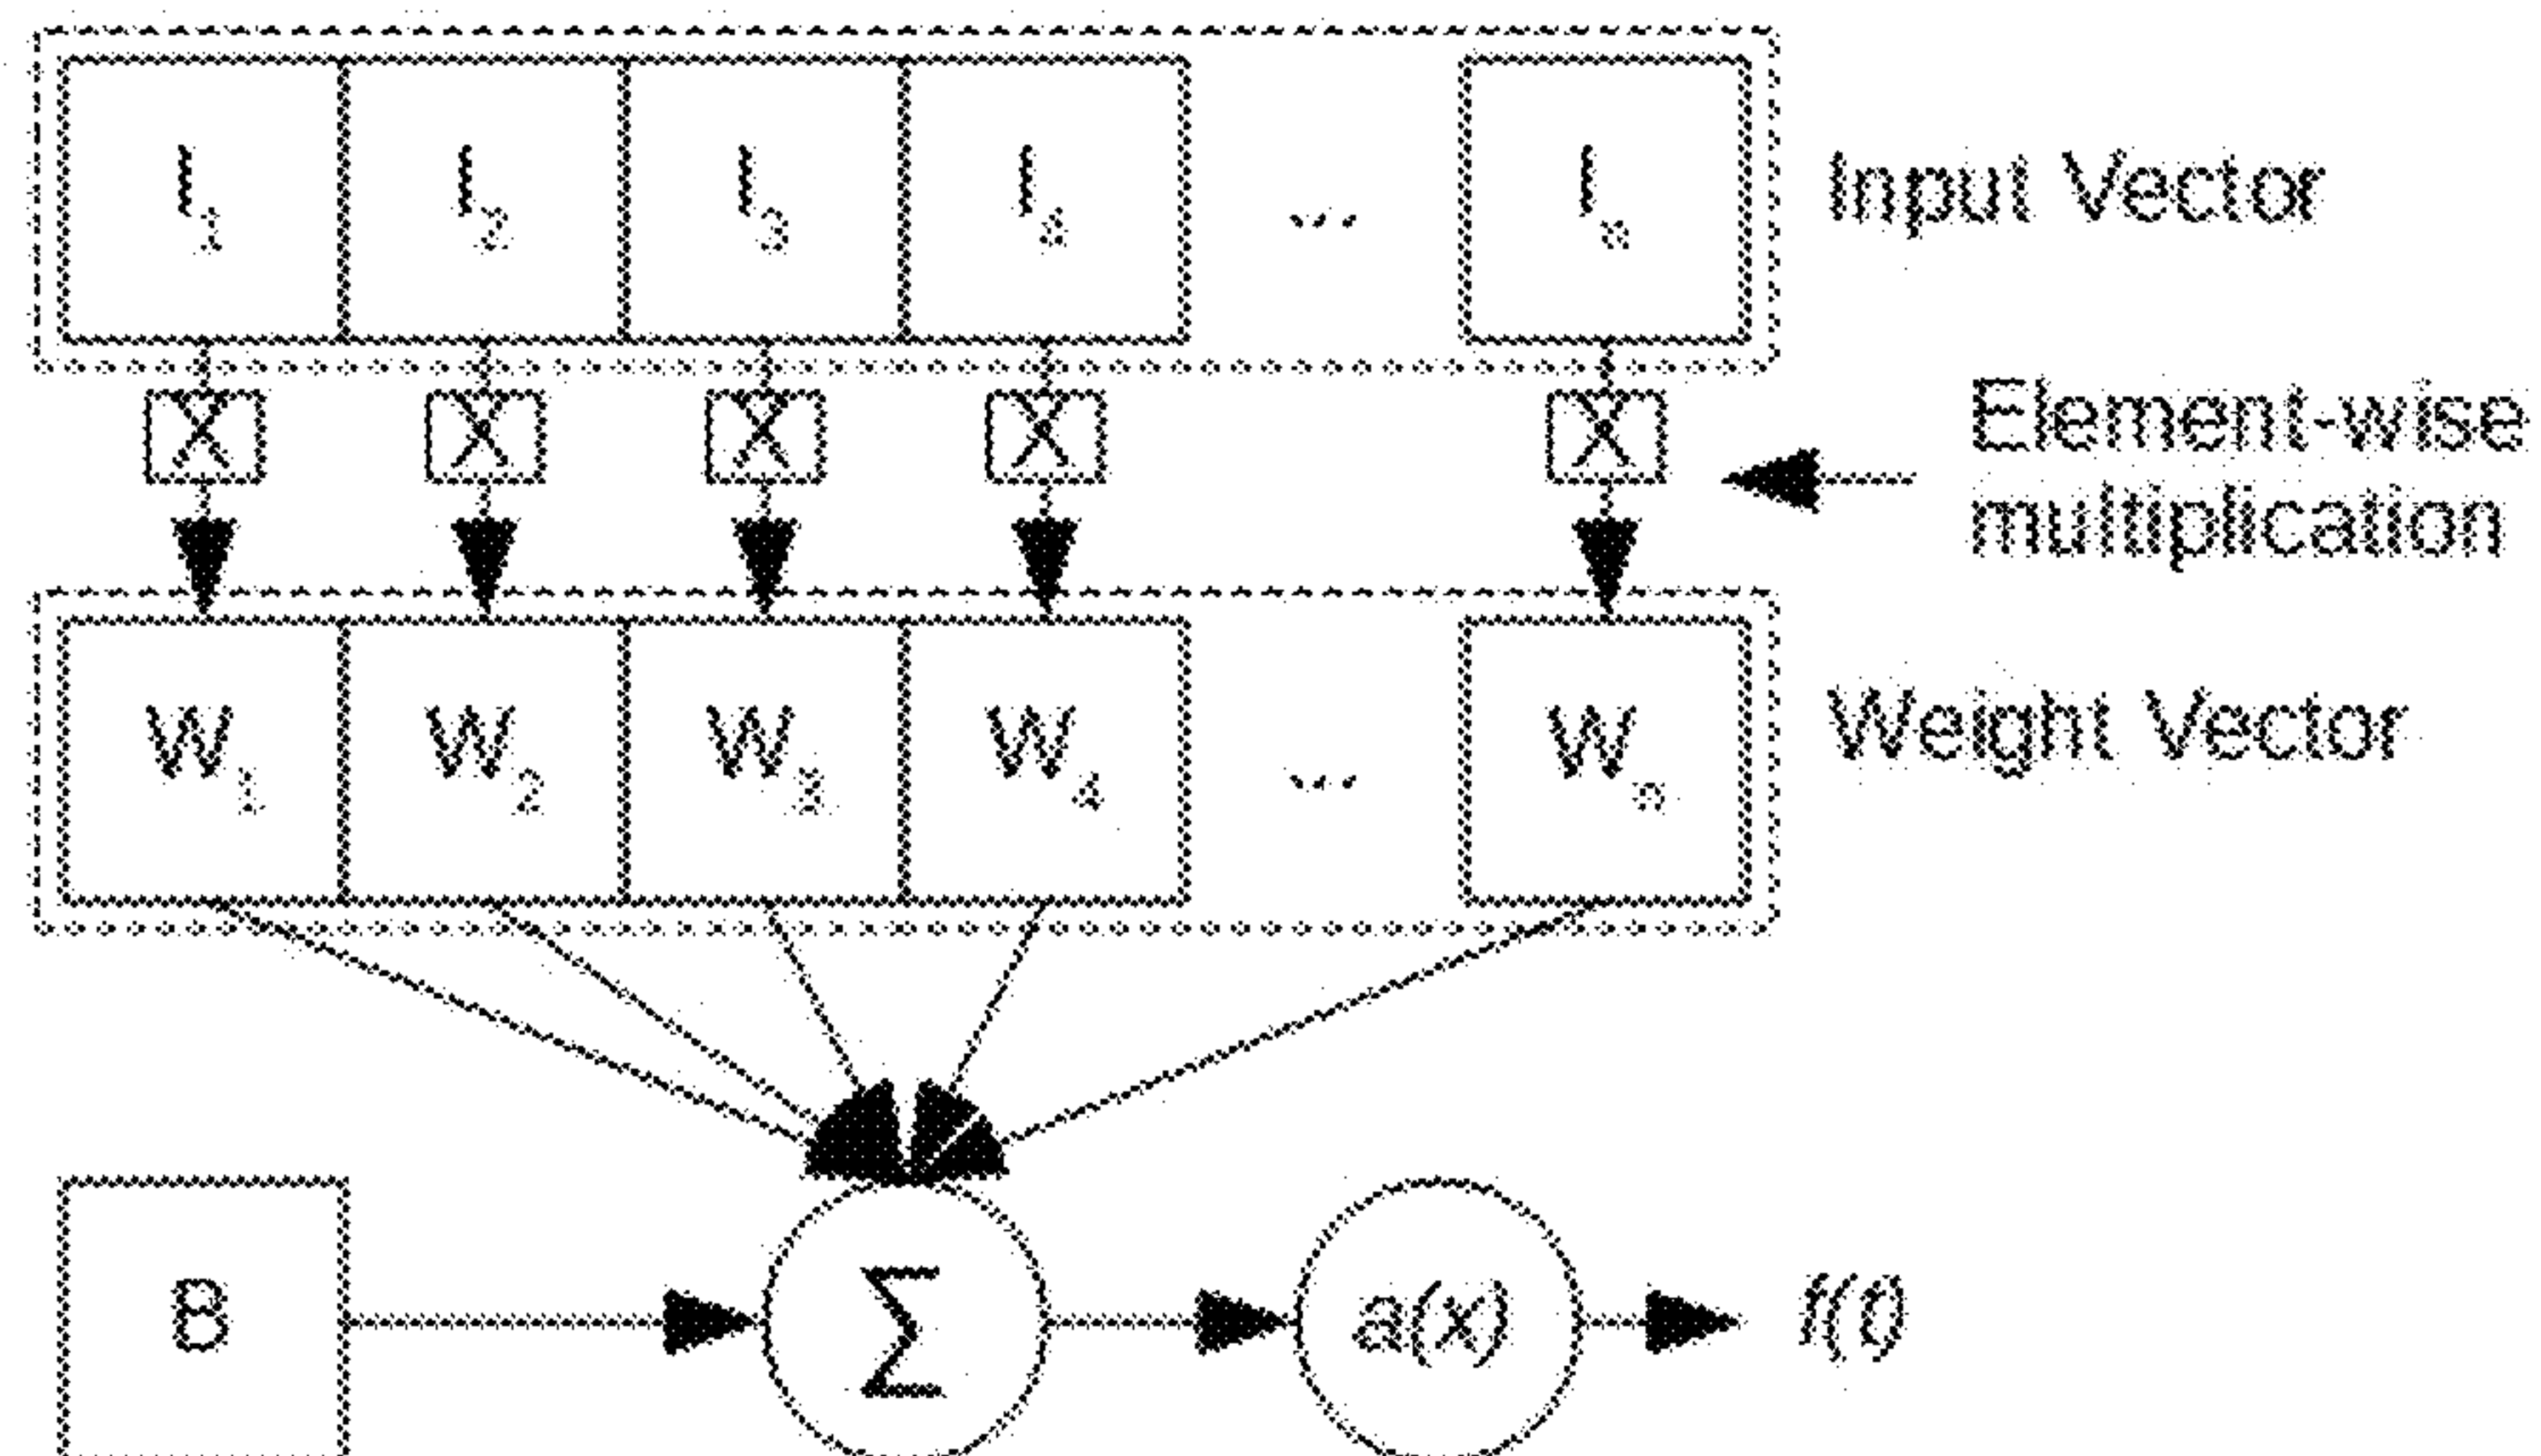 I1 I2 I3 I4 ... In Input Vector
X X X X X Element-wise
multiplication
W1 W2 W3 W4 ... Wn Weight Vector
B Σ a(x) f(t)